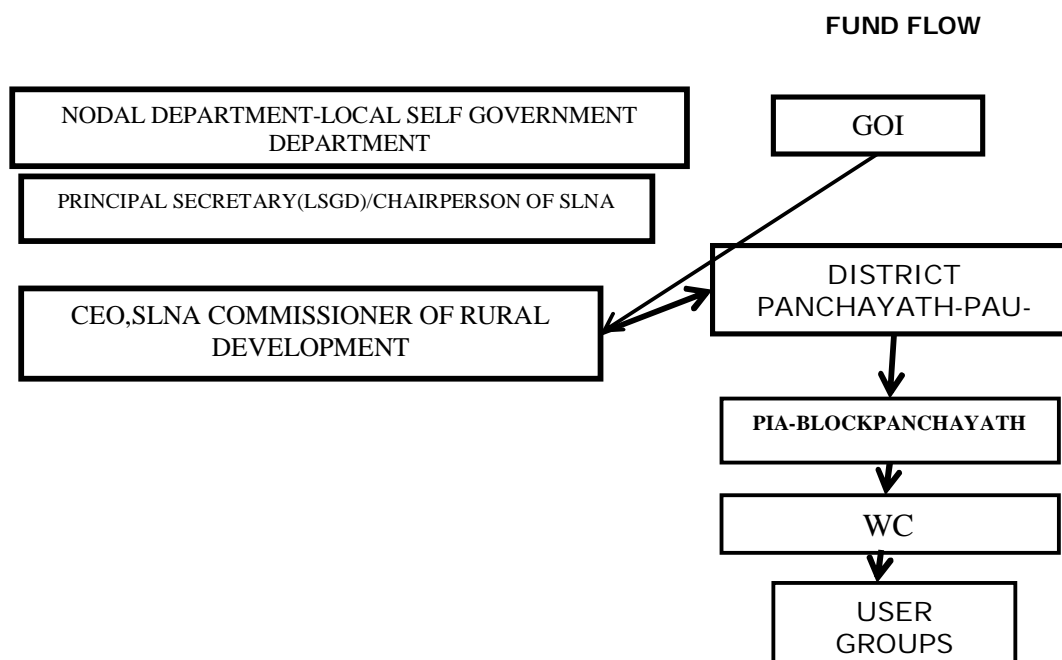 FUND FLOW
NODAL DEPARTMENT-LOCAL SELF GOVERNMENT
DEPARTMENT
GOI
PRINCIPAL SECRETARY(LSGD)/CHAIRPERSON OF SLNA
DISTRICT
PANCHAYATH-PAU-
CEO,SLNA COMMISSIONER OF RURAL
DEVELOPMENT
PIA-BLOCKPANCHAYATH
WC
USER
GROUPS